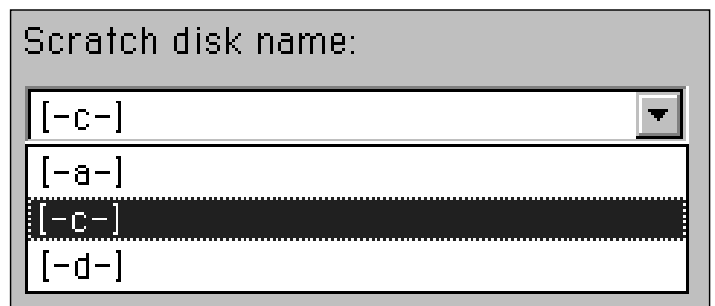 Scratch disk name:
[-c-]
[-a-]
[-c-]
[-d-]